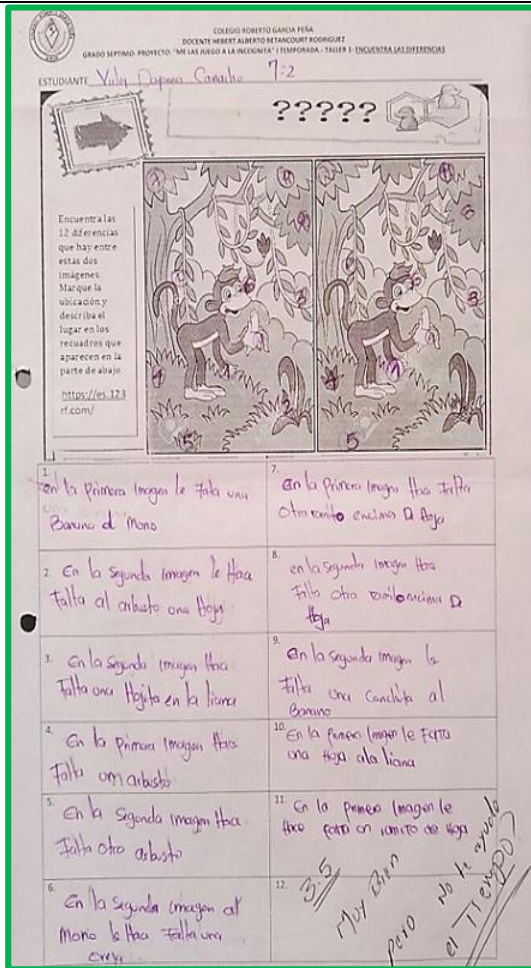 COLEGIO ROBERTO GARCIA PEÑA
DOCENTE HEBERT ALBERTO BETANCOURT RODRIGUEZ
GRADO SEPTIMO- PROYECTO: "ME LAS JUEGO A LA INCOGNITA" I TEMPORADA.- TALLER 1- ENCUENTRA LAS DIFERENCIAS
ESTUDIANTE Camacho 7:2
?????
Encuentra las
12 diferencias
que hay entre
estas dos
imágenes.
Marque la
ubicación y
describa el
lugar en los
recuadros que
aparecen en la
parte de abajo.
https://es.123
rf.com/
1.
en la primera imagen le falta una
Banana al Mono
2. En la segunda imagen le Hace
Falta al arbusto una Hoja
3. En la segunda imagen Hace
Falta una Hojita en la liana
4.
En la primera imagen Hace
Falta un arbusto
5.
En la segunda imagen Hace
Falta otro arbusto
6.
En la segunda imagen al
Mono le Hace Falta una
oreja
7.
En la primera imagen Hace Falta
Otro ramito encima D Hoja
8.
en la segunda imagen Hace
Falta otro ramito encima D
Hoja
9.
En la segunda imagen le
Falta una Conchita al
Banano
10. En la primera imagen le Falta
una Hoja a la liana
11. En la primera imagen le
Hace falta un ramito de Hoja
12.
3.5
Muy Bien
pero No le ayudo
el Tiempo